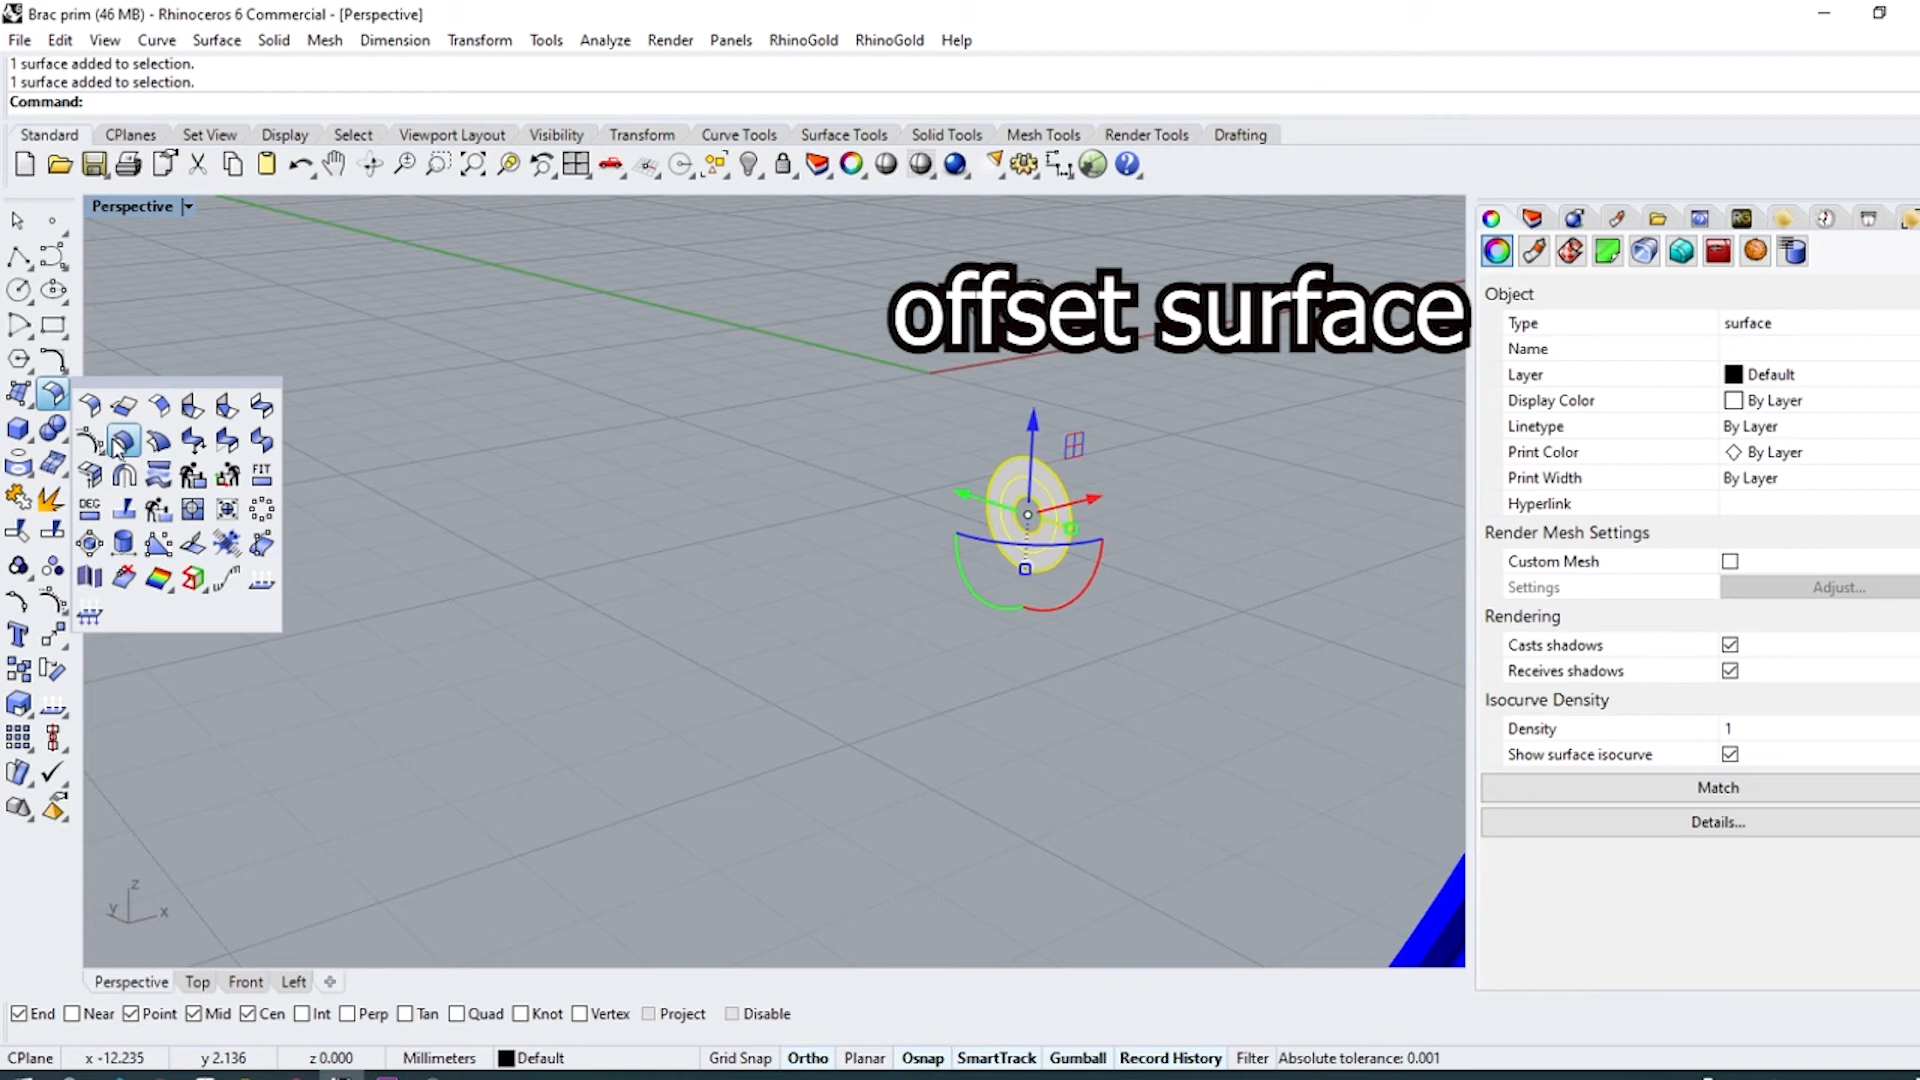 Brac prim (46 MB) - Rhinoceros 6 Commercial - [Perspective]
File Edit View Curve Surface Solid Mesh Dimension Transform Tools Analyze Render Panels RhinoGold RhinoGold Help
1 surface added to selection.
1 surface added to selection.
Command:
Standard CPlanes Set View Display Select Viewport Layout Visibility Transform Curve Tools Surface Tools Solid Tools Mesh Tools Render Tools Drafting
Perspective
offset surface
FIT
DEG
RG
Object
Type surface
Name
Layer Default
Display Color By Layer
Linetype By Layer
Print Color By Layer
Print Width By Layer
Hyperlink
Render Mesh Settings
Custom Mesh
Settings Adjust...
Rendering
Casts shadows
Receives shadows
Isocurve Density
Density 1
Show surface isocurve
Match
Details...
z
y
x
Perspective Top Front Left
End Near Point Mid Cen Int Perp Tan Quad Knot Vertex Project Disable
CPlane x -12.235 y 2.136 z 0.000 Millimeters Default Grid Snap Ortho Planar Osnap SmartTrack Gumball Record History Filter Absolute tolerance: 0.001